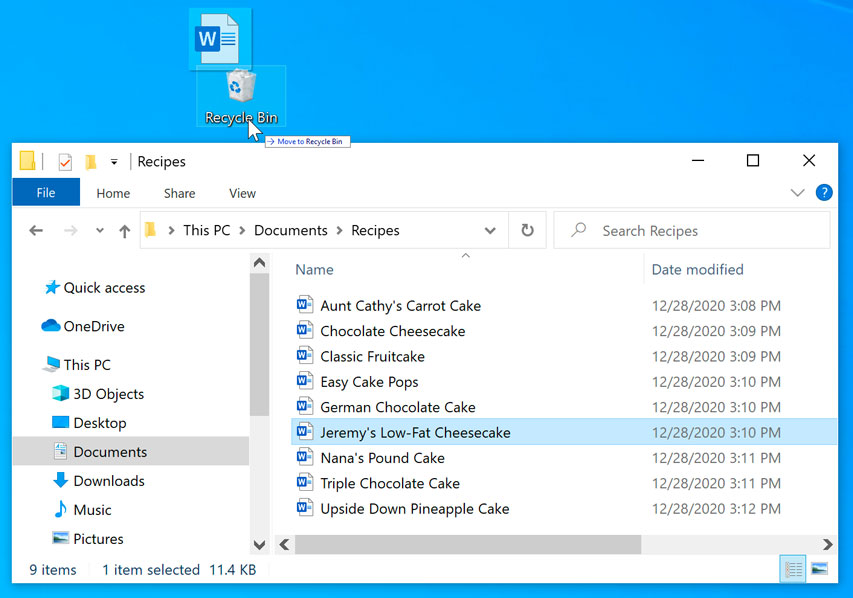 W
Recycle Bin
Move to Recycle Bin
Recipes
File Home Share View ?
This PC Documents Recipes Search Recipes
Name Date modified
Quick access
OneDrive
This PC
3D Objects
Desktop
Documents
Downloads
Music
Pictures
Aunt Cathy's Carrot Cake 12/28/2020 3:08 PM
Chocolate Cheesecake 12/28/2020 3:09 PM
Classic Fruitcake 12/28/2020 3:09 PM
Easy Cake Pops 12/28/2020 3:10 PM
German Chocolate Cake 12/28/2020 3:10 PM
Jeremy's Low-Fat Cheesecake 12/28/2020 3:10 PM
Nana's Pound Cake 12/28/2020 3:11 PM
Triple Chocolate Cake 12/28/2020 3:11 PM
Upside Down Pineapple Cake 12/28/2020 3:12 PM
9 items 1 item selected 11.4 KB